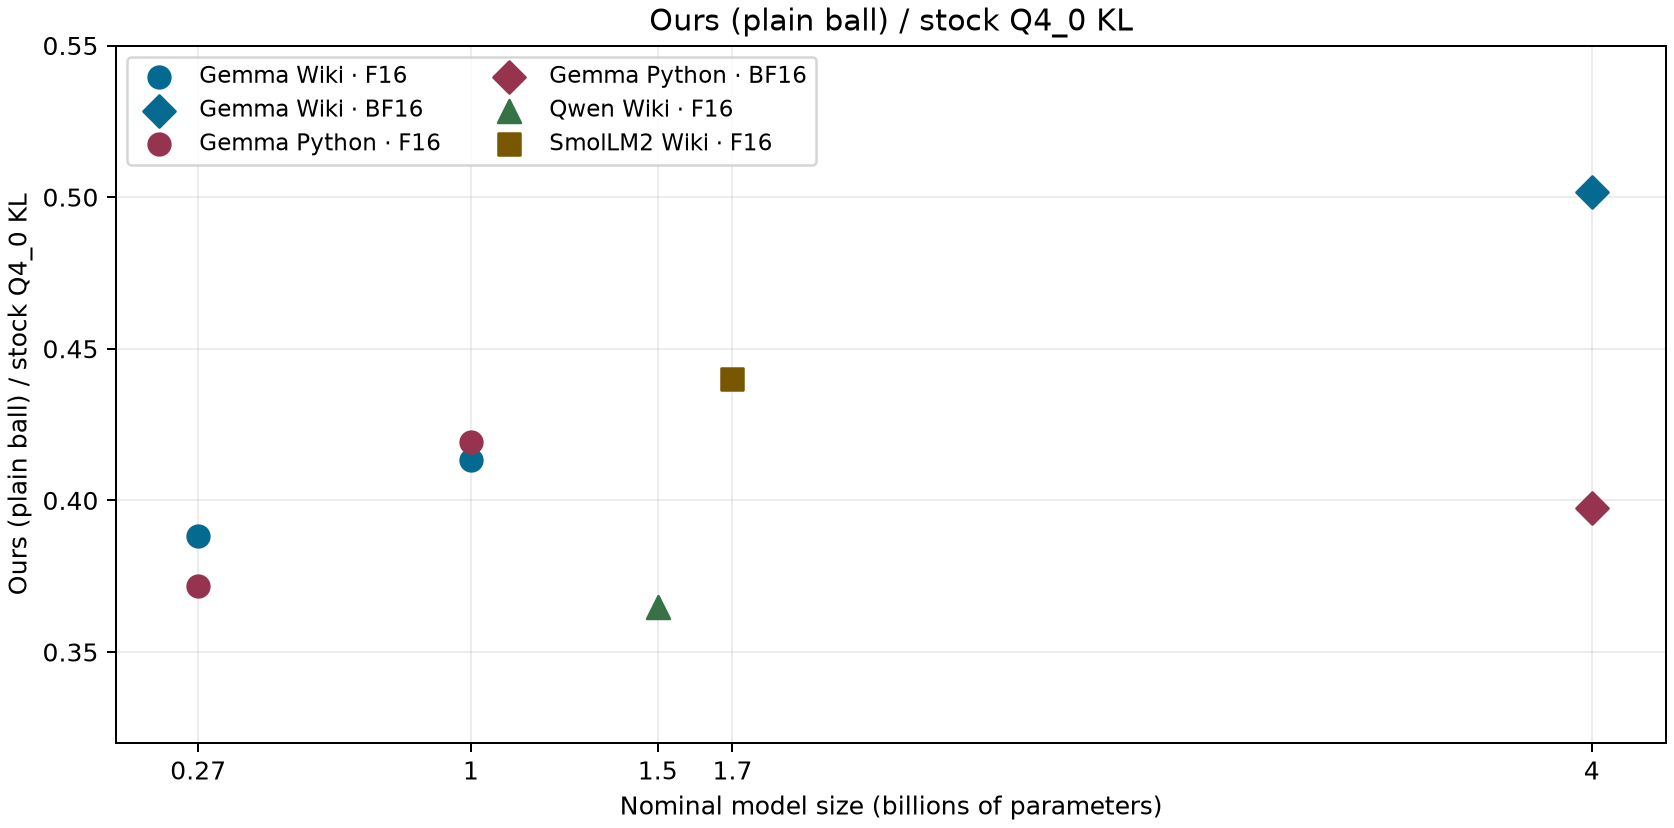 Ours (plain ball) / stock Q4_0 KL
0.55
0.50
0.45
0.40
0.35
Ours (plain ball) / stock Q4_0 KL
Gemma Wiki · F16
Gemma Wiki · BF16
Gemma Python · F16
Gemma Python · BF16
Qwen Wiki · F16
SmolLM2 Wiki · F16
0.27 1 1.5 1.7 4
Nominal model size (billions of parameters)